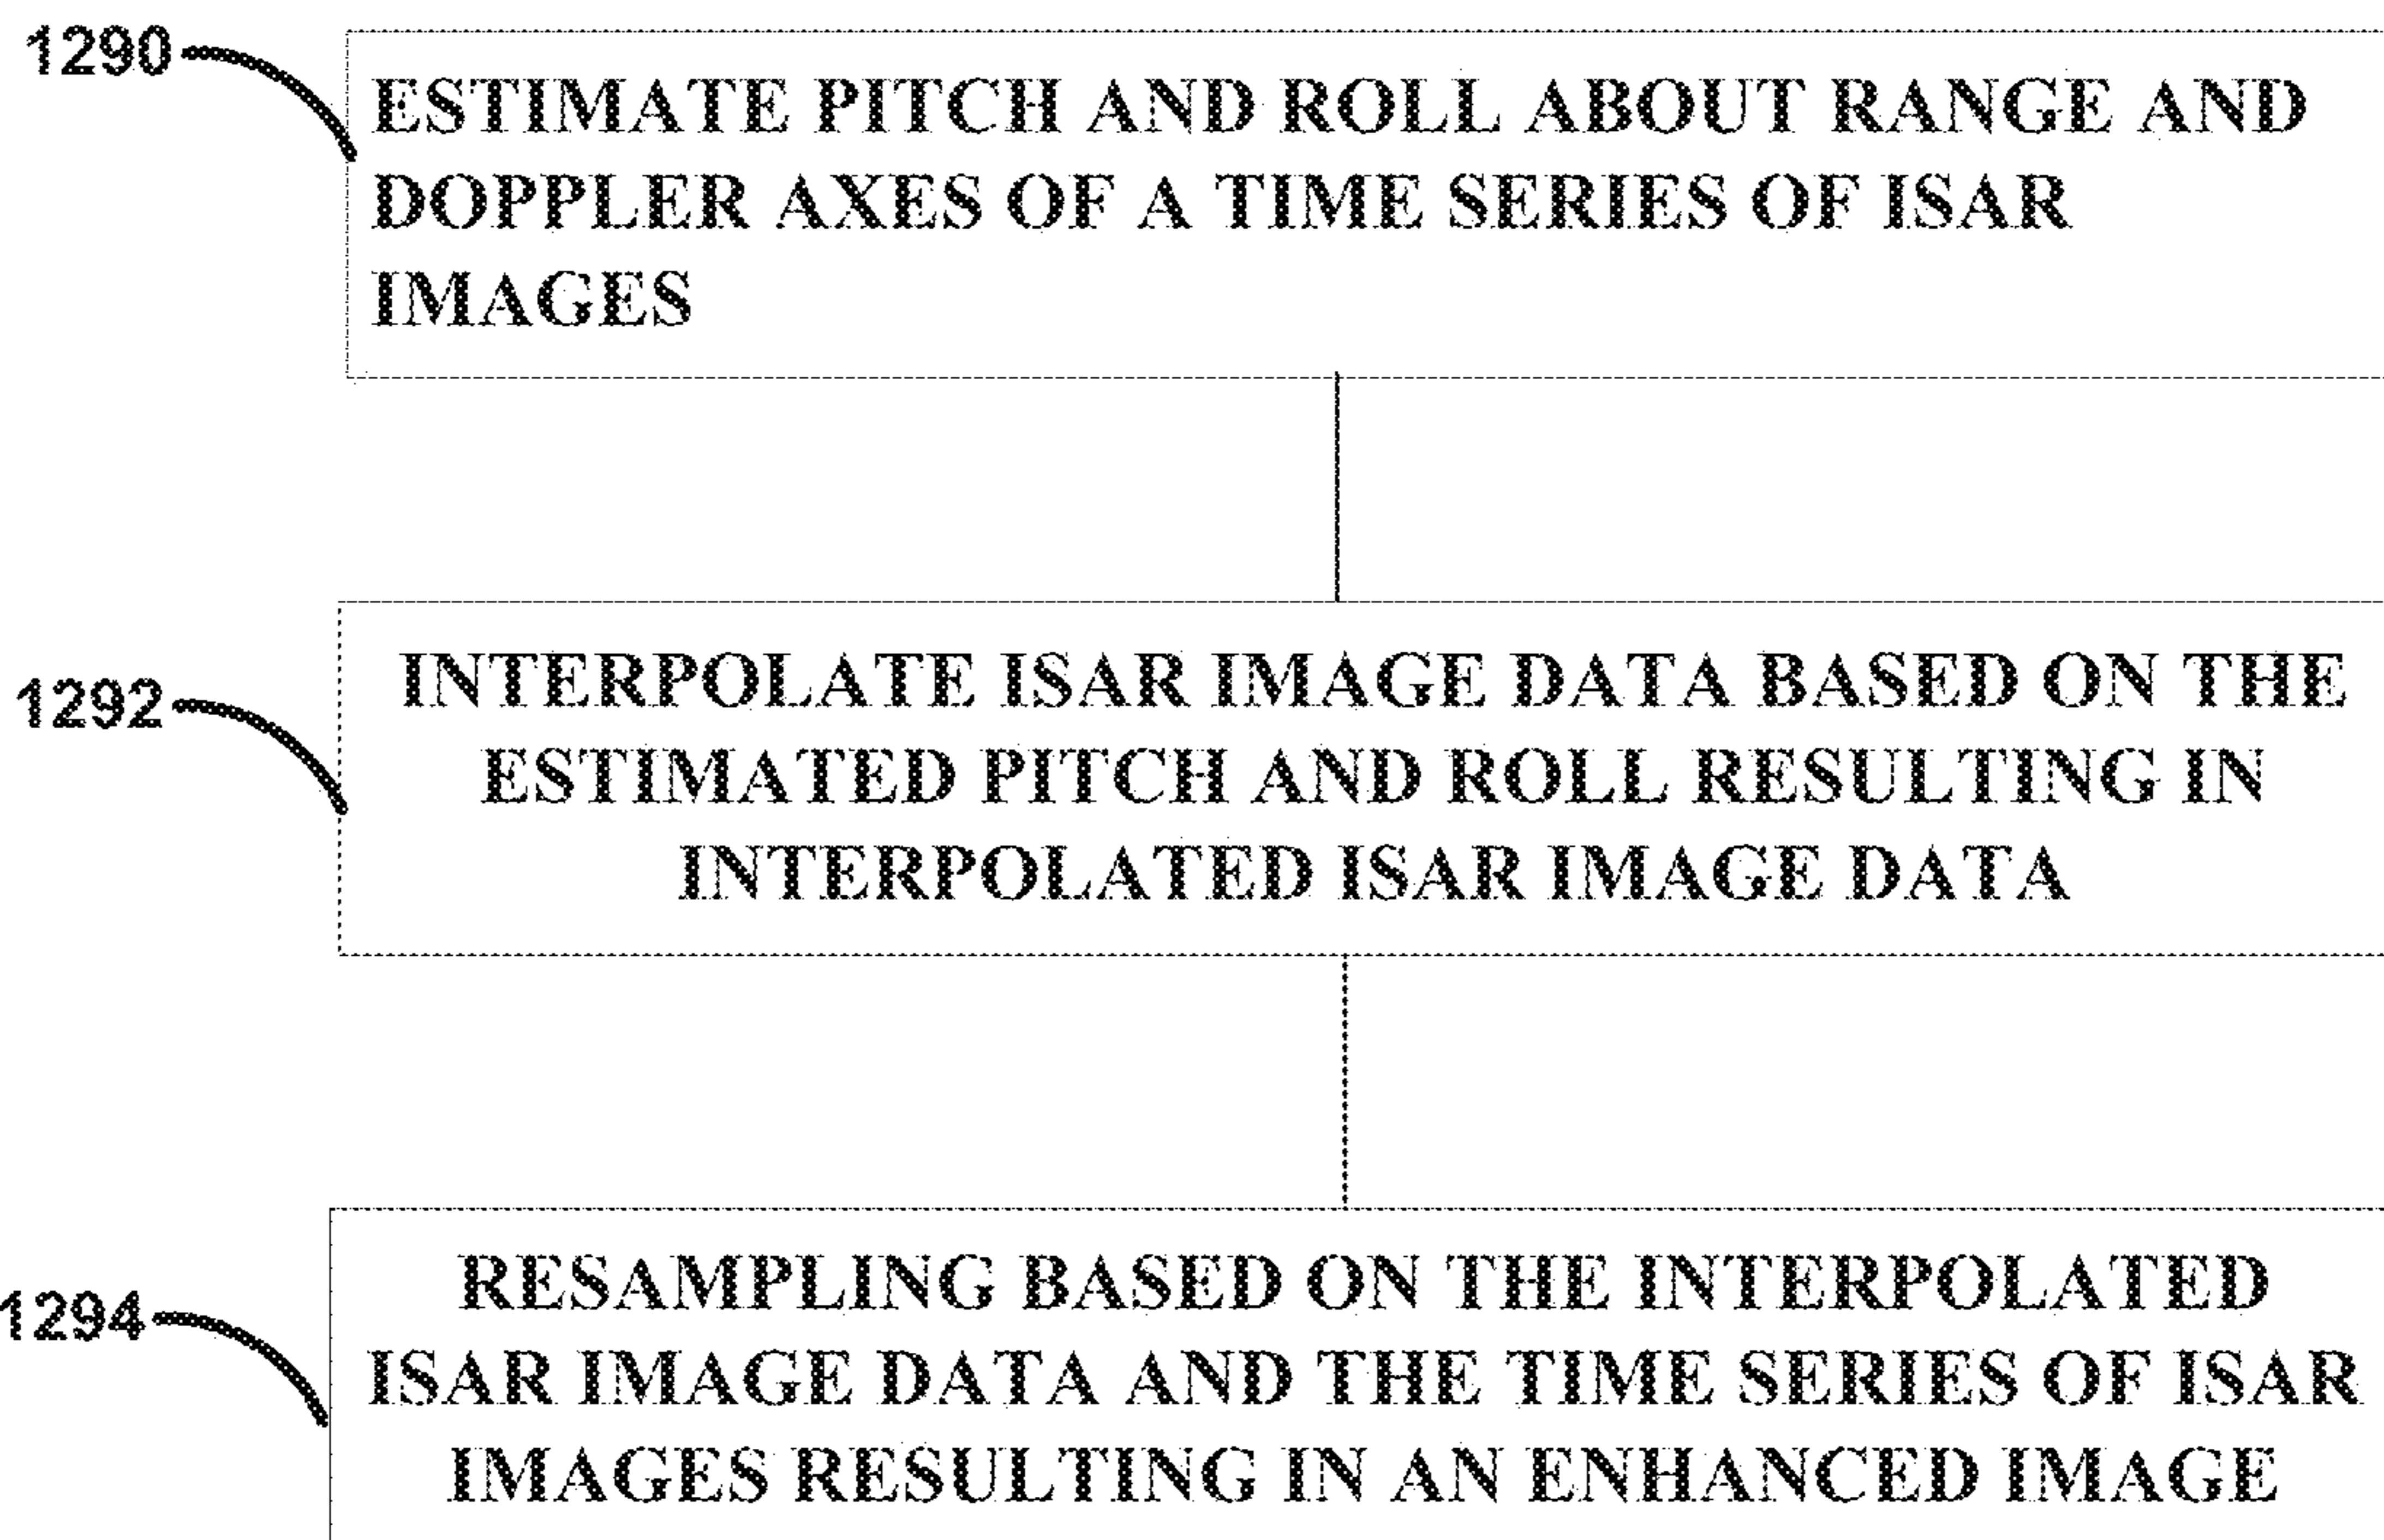 1290
ESTIMATE PITCH AND ROLL ABOUT RANGE AND
DOPPLER AXES OF A TIME SERIES OF ISAR
IMAGES
1292
INTERPOLATE ISAR IMAGE DATA BASED ON THE
ESTIMATED PITCH AND ROLL RESULTING IN
INTERPOLATED ISAR IMAGE DATA
1294
RESAMPLING BASED ON THE INTERPOLATED
ISAR IMAGE DATA AND THE TIME SERIES OF ISAR
IMAGES RESULTING IN AN ENHANCED IMAGE